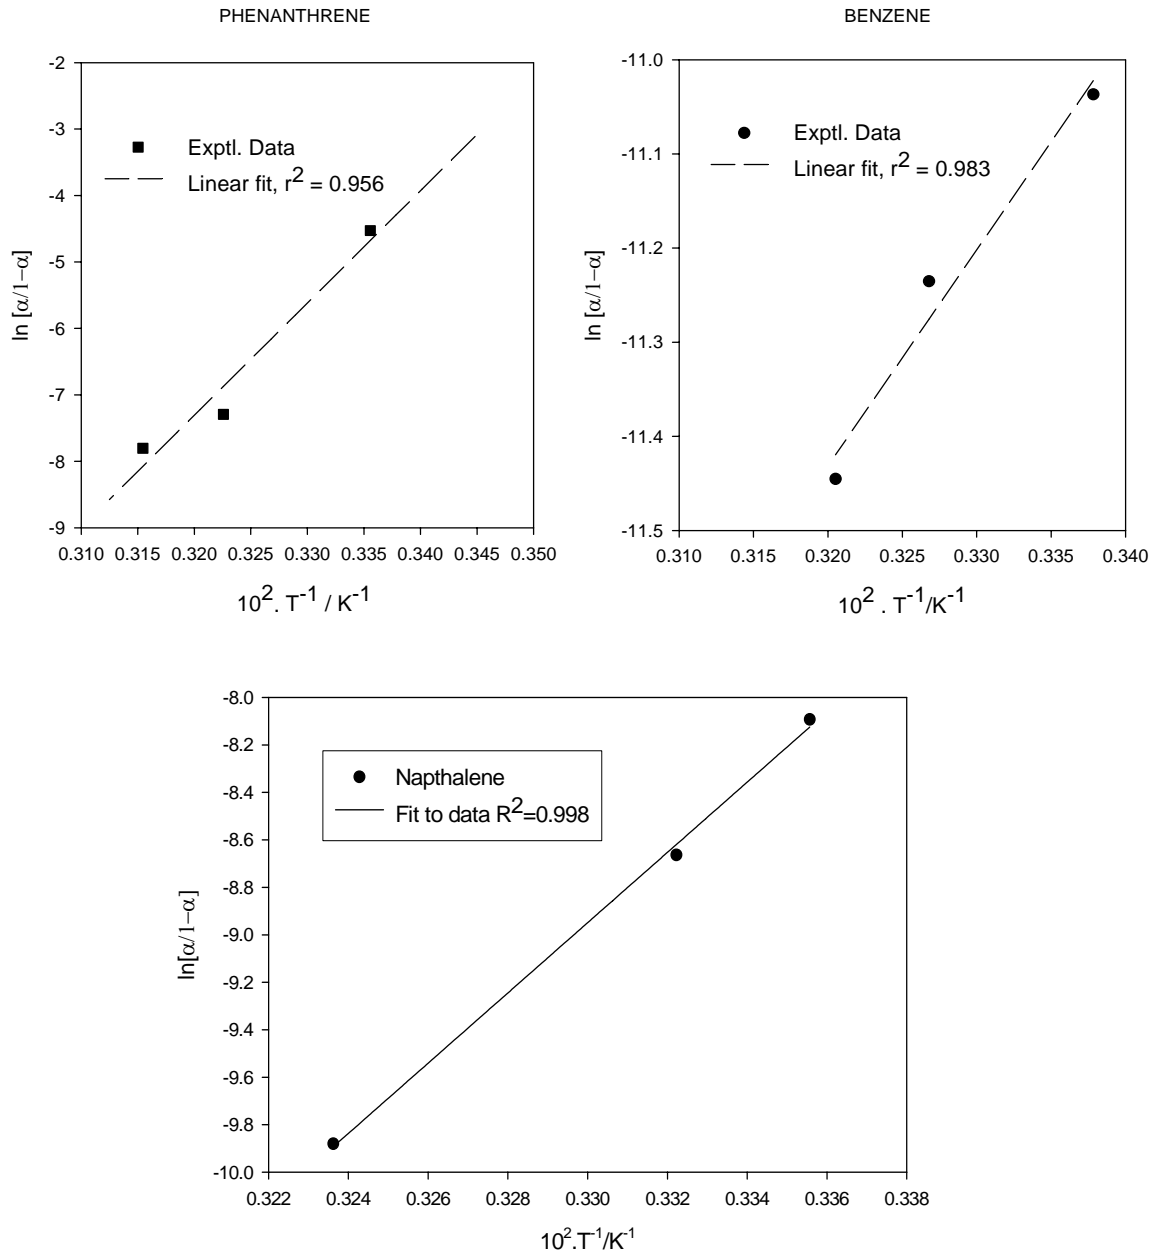 PHENANTHRENE
-2
-3
-4
-5
-6
-7
-8
-9
ln [α/1−α]
Exptl. Data
Linear fit, r2 = 0.956
0.310 0.315 0.320 0.325 0.330 0.335 0.340 0.345 0.350
102. T-1 / K-1
BENZENE
-11.0
-11.1
-11.2
-11.3
-11.4
-11.5
ln [α/1−α]
Exptl. Data
Linear fit, r2 = 0.983
0.310 0.315 0.320 0.325 0.330 0.335 0.340
102 . T-1/K-1
-8.0
-8.2
-8.4
-8.6
-8.8
-9.0
-9.2
-9.4
-9.6
-9.8
-10.0
ln[α/1−α]
Napthalene
Fit to data R2=0.998
0.322 0.324 0.326 0.328 0.330 0.332 0.334 0.336 0.338
102.T-1/K-1